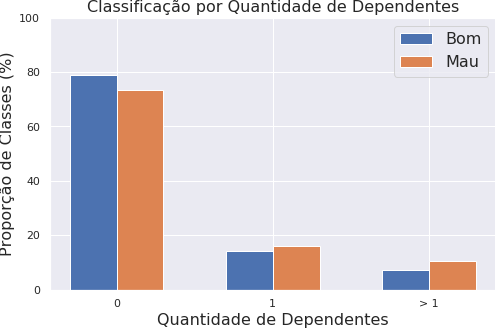 Classificação por Quantidade de Dependentes
Bom
Mau
Proporção de Classes (%)
100
80
60
40
20
0
0
1
> 1
Quantidade de Dependentes